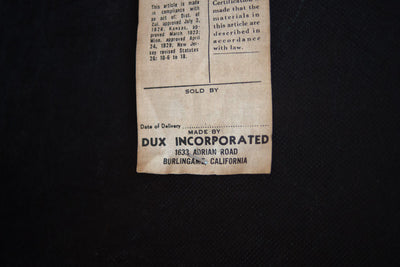 This article is made
in compliance with
an act of: Dist. of
Col. approved July 3,
1926, Kansas, ap-
proved March 1923;
Minn. approved April
24, 1929, New Jer-
sey revised Statutes
26: 10-6 to 18.
Certification
made that the
materials in
this article are
described in
accordance
with law.
SOLD BY
Date of Delivery
MADE BY
DUX INCORPORATED
1633 ADRIAN ROAD
BURLINGAME, CALIFORNIA